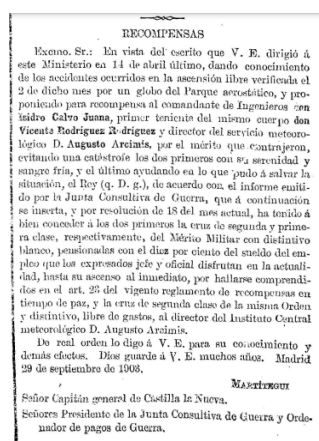 RECOMPENSAS
Excmo. Sr.: En vista del escrito que V. E. dirigió á
este Ministerio en 14 de abril último, dando conocimiento
de los accidentes ocurridos en la ascensión libre verificada el
2 de dicho mes por un globo del Parque aerostático, y pro-
poniendo para recompensa al comandante de Ingenieros don
Isidro Calvo Juana, primer teniente del mismo cuerpo don
Vicente Rodríguez Rodríguez y director del servicio meteoro-
lógico D. Augusto Arcimis, por el mérito que contrajeron,
evitando una catástrofe los dos primeros con su serenidad y
sangre fría, y el último ayudando en lo que pudo á salvar la
situación, el Rey (q. D. g.), de acuerdo con el informe emiti-
do por la Junta Consultiva de Guerra, que á continuación
se inserta, y por resolución de 18 del mes actual, ha tenido á
bien conceder á los dos primeros la cruz de segunda y prime-
ra clase, respectivamente, del Mérito Militar con distintivo
blanco, pensionadas con el diez por ciento del sueldo del em-
pleo que los expresados jefe y oficial disfrutan en la actuali-
dad, hasta su ascenso al inmediato, por hallarse comprendi-
dos en el art. 23 del vigente reglamento de recompensas en
tiempo de paz, y la cruz de segunda clase de la misma Orden
y distintivo, libre de gastos, al director del Instituto Central
meteorológico D. Augusto Arcimis.
De real orden lo digo á V. E. para su conocimiento y
demás efectos. Dios guarde á V. E. muchos años. Madrid
29 de septiembre de 1903.
MARTÍTEGUI
Señor Capitán general de Castilla la Nueva.
Señores Presidente de la Junta Consultiva de Guerra y Orde-
nador de pagos de Guerra.